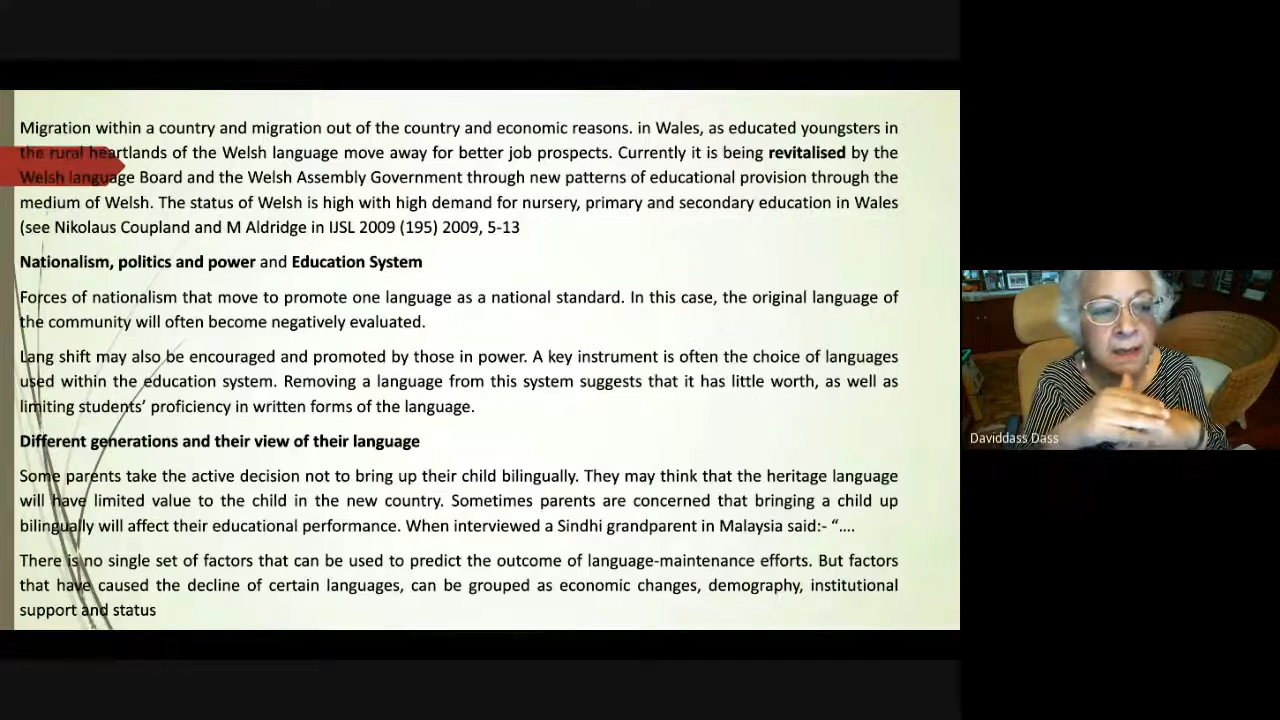 Migration within a country and migration out of the country and economic reasons. in Wales, as educated youngsters in
the rural heartlands of the Welsh language move away for better job prospects. Currently it is being revitalised by the
Welsh language Board and the Welsh Assembly Government through new patterns of educational provision through the
medium of Welsh. The status of Welsh is high with high demand for nursery, primary and secondary education in Wales
(see Nikolaus Coupland and M Aldridge in IJSL 2009 (195) 2009, 5-13
Nationalism, politics and power and Education System
Forces of nationalism that move to promote one language as a national standard. In this case, the original language of
the community will often become negatively evaluated.
Lang shift may also be encouraged and promoted by those in power. A key instrument is often the choice of languages
used within the education system. Removing a language from this system suggests that it has little worth, as well as
limiting students’ proficiency in written forms of the language.
Different generations and their view of their language
Some parents take the active decision not to bring up their child bilingually. They may think that the heritage language
will have limited value to the child in the new country. Sometimes parents are concerned that bringing a child up
bilingually will affect their educational performance. When interviewed a Sindhi grandparent in Malaysia said:- “....
There is no single set of factors that can be used to predict the outcome of language-maintenance efforts. But factors
that have caused the decline of certain languages, can be grouped as economic changes, demography, institutional
support and status
Daviddass Dass